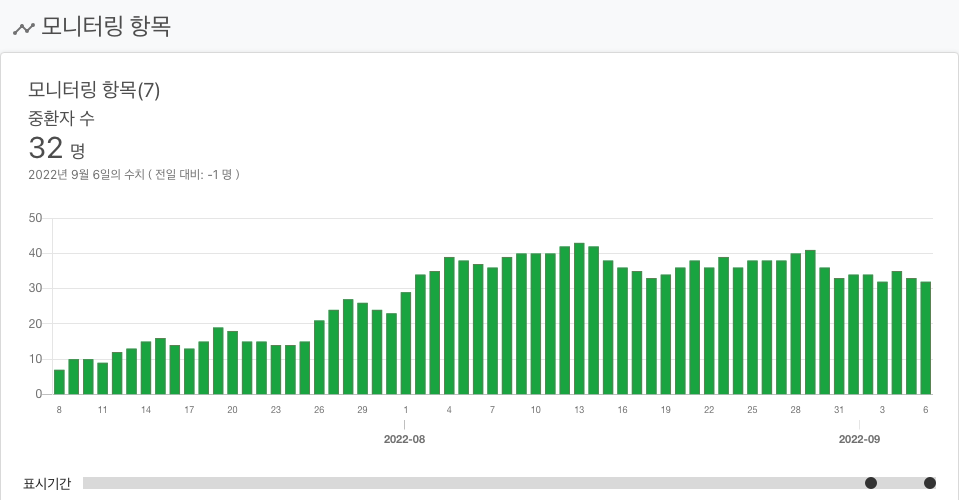 모니터링 항목
모니터링 항목(7)
중환자 수
32 명
2022년 9월 6일의 수치 ( 전일 대비: -1 명 )
50
40
30
20
10
0
8 11 14 17 20 23 26 29 1 4 7 10 13 16 19 22 25 28 31 3 6
2022-08 2022-09
표시기간